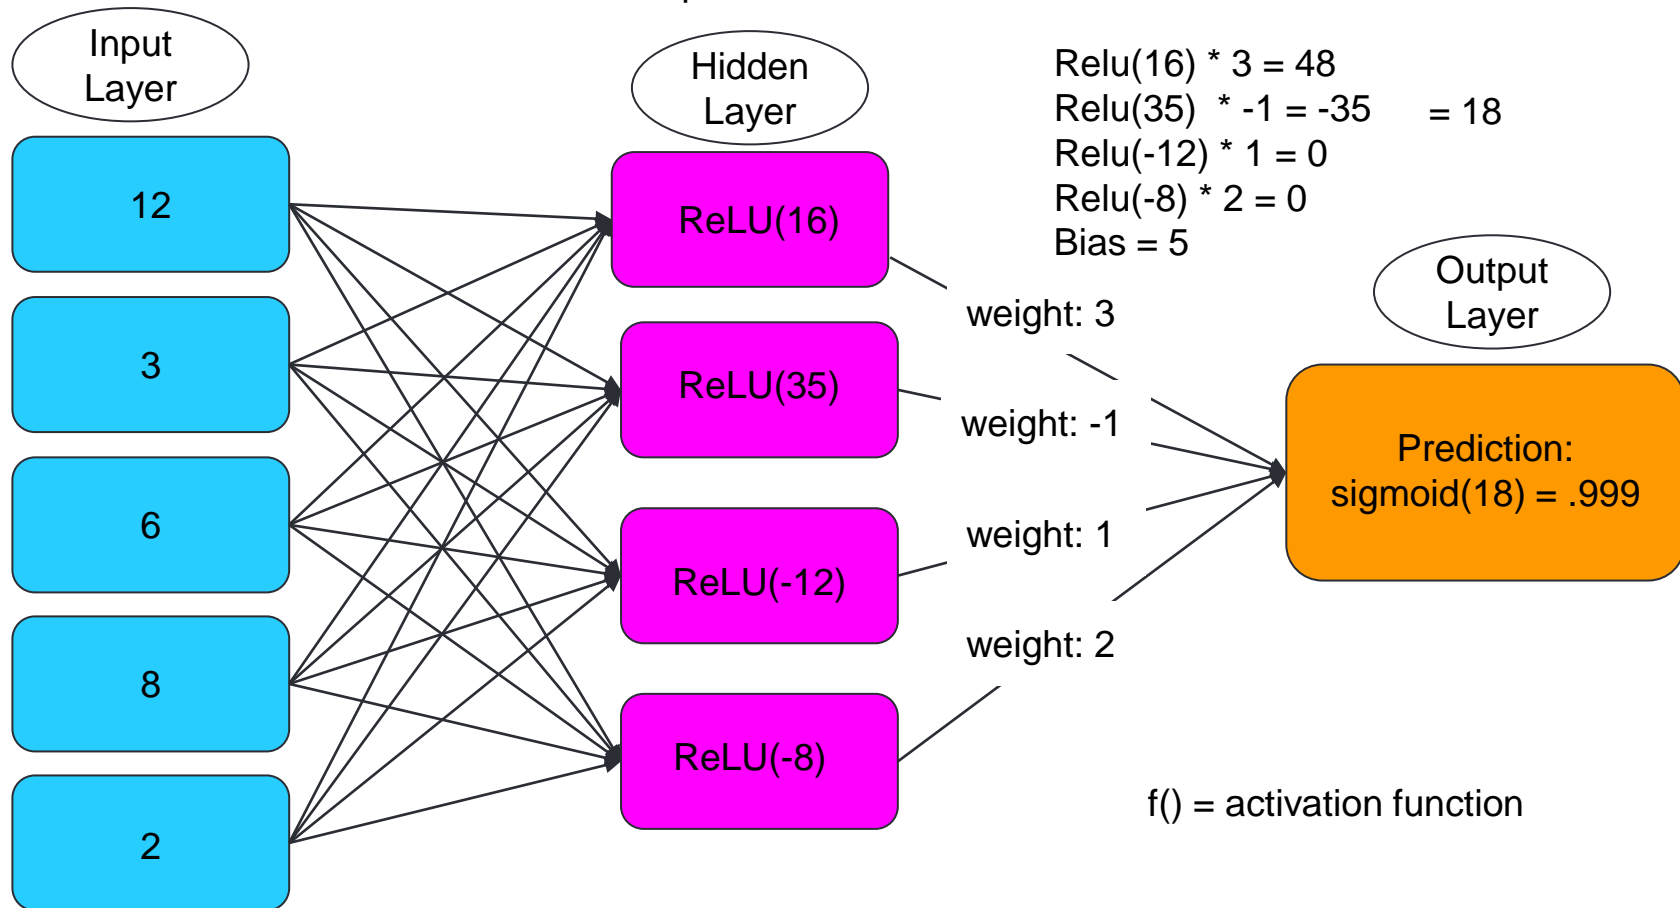 Input
Layer
Hidden
Layer
Relu(16) * 3 = 48
Relu(35) * -1 = -35 = 18
Relu(-12) * 1 = 0
Relu(-8) * 2 = 0
Bias = 5
12
3
6
8
2
ReLU(16)
ReLU(35)
ReLU(-12)
ReLU(-8)
weight: 3
weight: -1
weight: 1
weight: 2
Output
Layer
Prediction:
sigmoid(18) = .999
f() = activation function